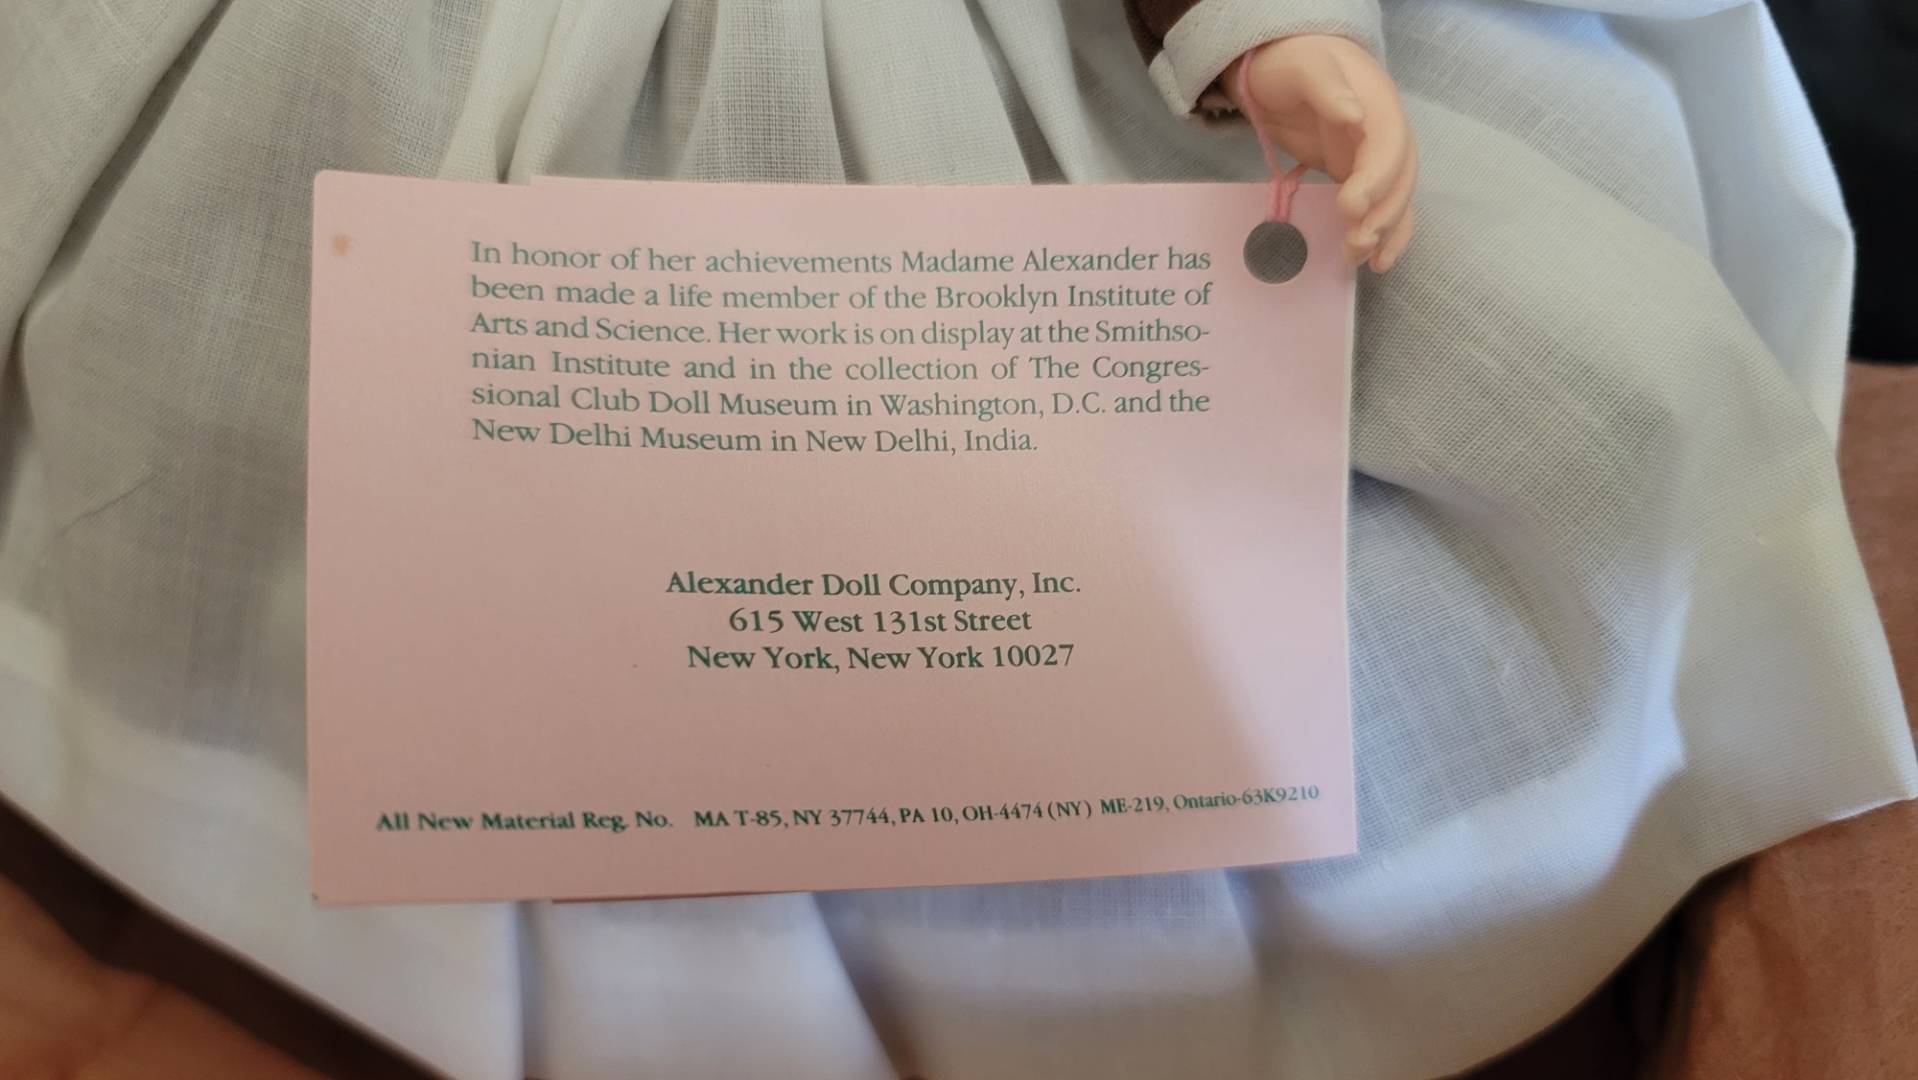 In honor of her achievements Madame Alexander has
been made a life member of the Brooklyn Institute of
Arts and Science. Her work is on display at the Smithso-
nian Institute and in the collection of The Congres-
sional Club Doll Museum in Washington, D.C. and the
New Delhi Museum in New Delhi, India.
Alexander Doll Company, Inc.
615 West 131st Street
New York, New York 10027
All New Material Reg. No. MA T-85, NY 37744, PA 10, OH-4474 (NY) ME-219, Ontario-63K9210